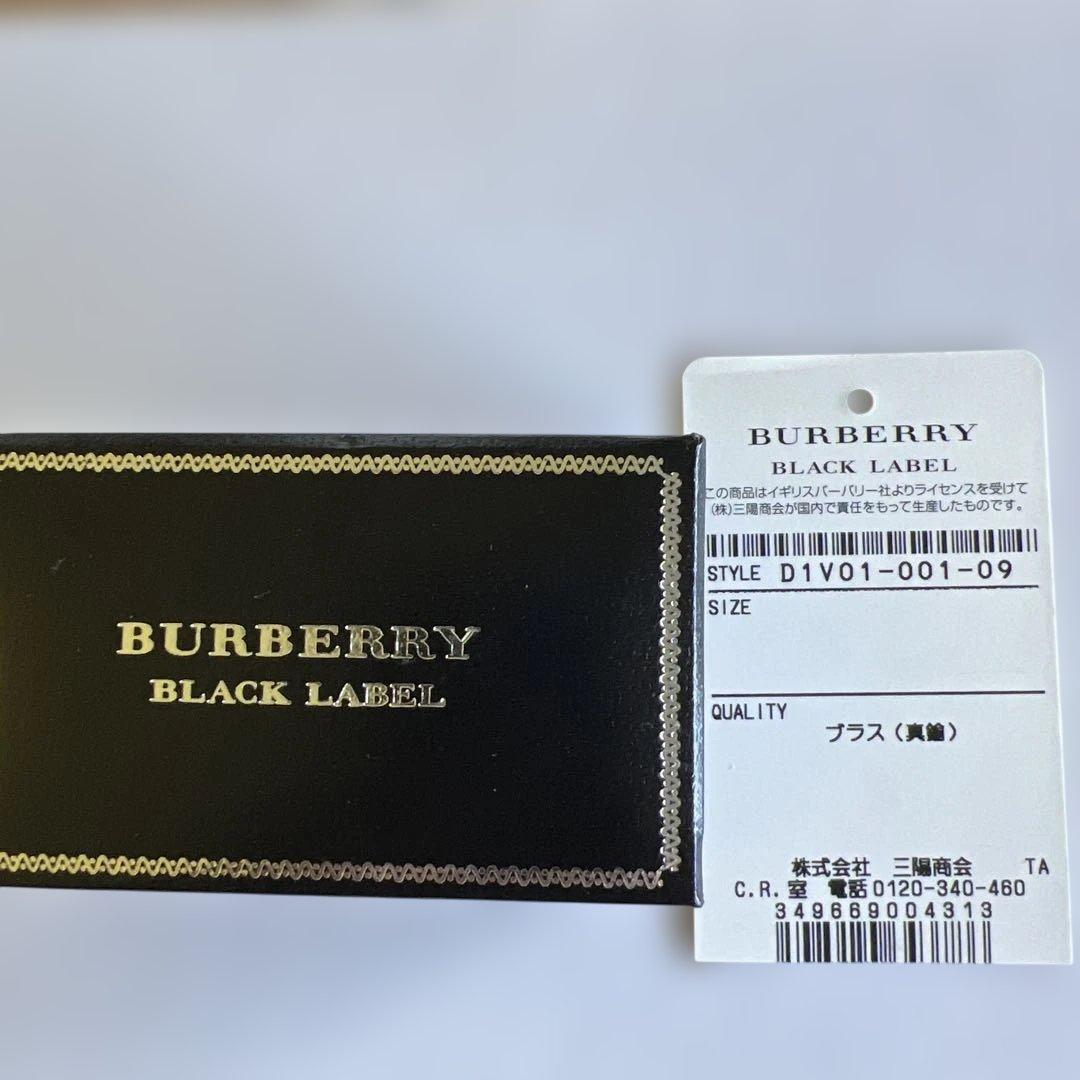 BURBERRY
BLACK LABEL
BURBERRY
BLACK LABEL
この商品はイギリスバーバリー社よりライセンスを受けて
(株)三陽商会が国内で責任をもって生産したものです。
STYLE D1V01-001-09
SIZE
QUALITY
ブラス(真鍮)
株式会社 三陽商会 TA
C.R.室 電話0120-340-460
349669004313